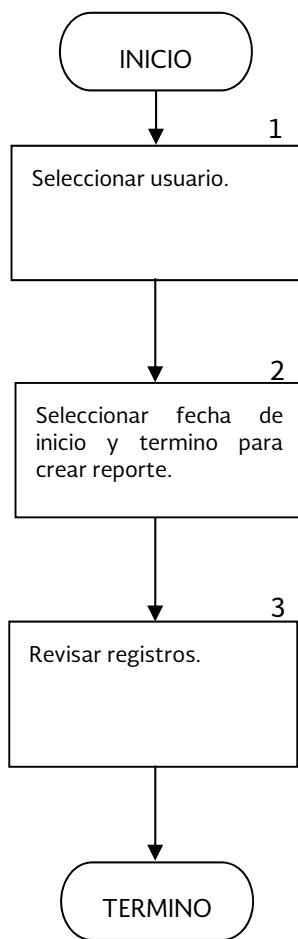 INICIO
1
Seleccionar usuario.
2
Seleccionar fecha de
inicio y termino para
crear reporte.
3
Revisar registros.
TERMINO